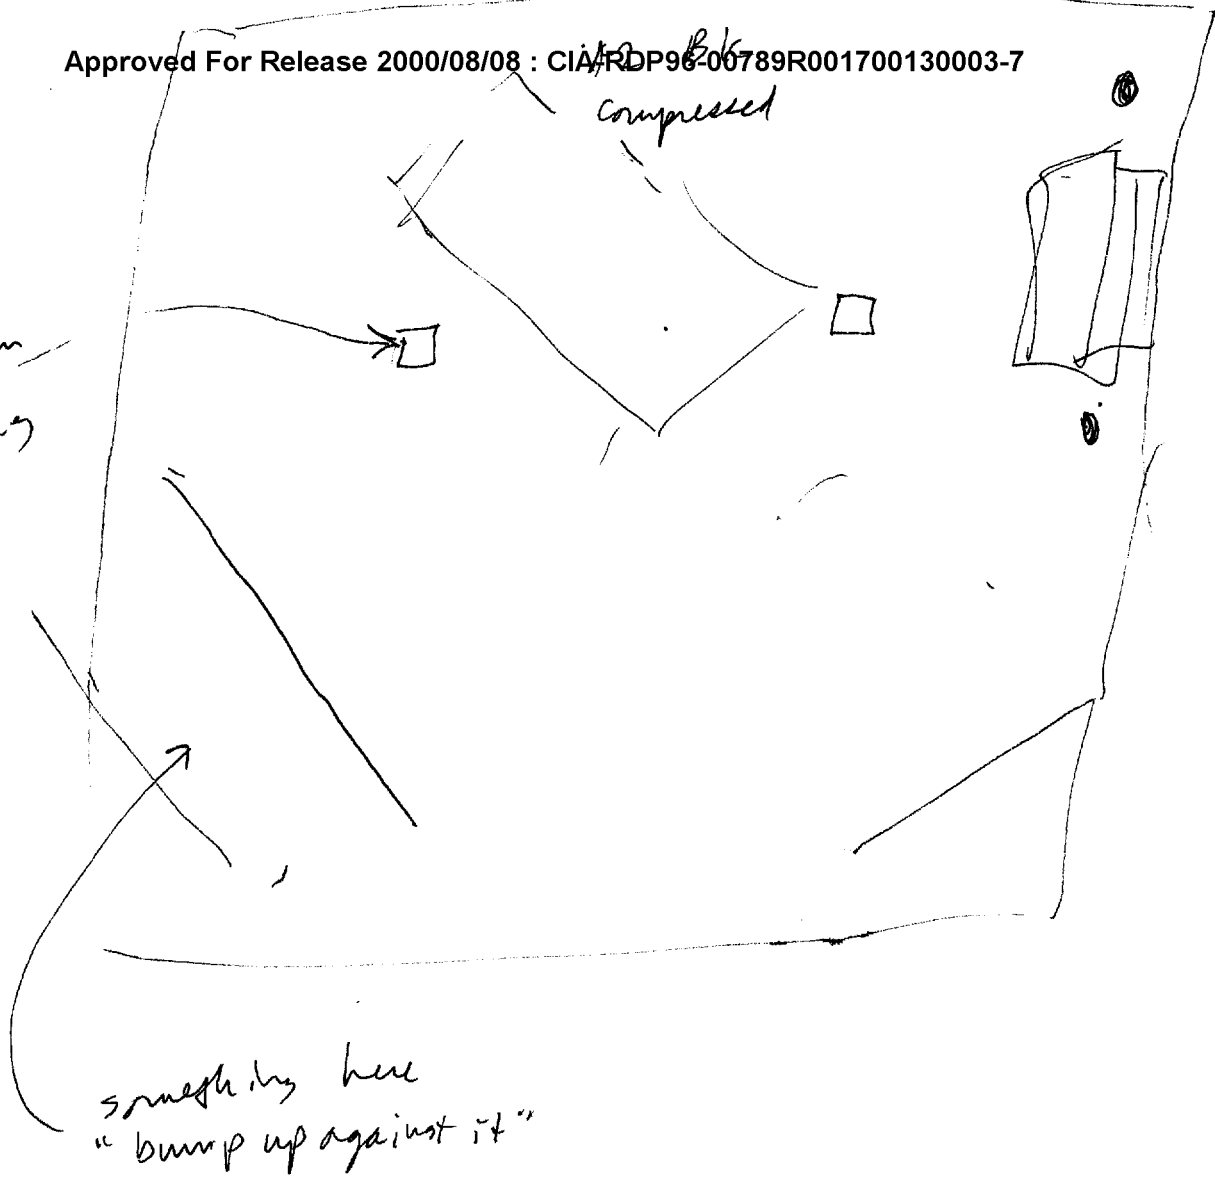 Approved For Release 2000/08/08 : CIA-RDP96-00789R001700130003-7
compressed
something here
"bump up against it"